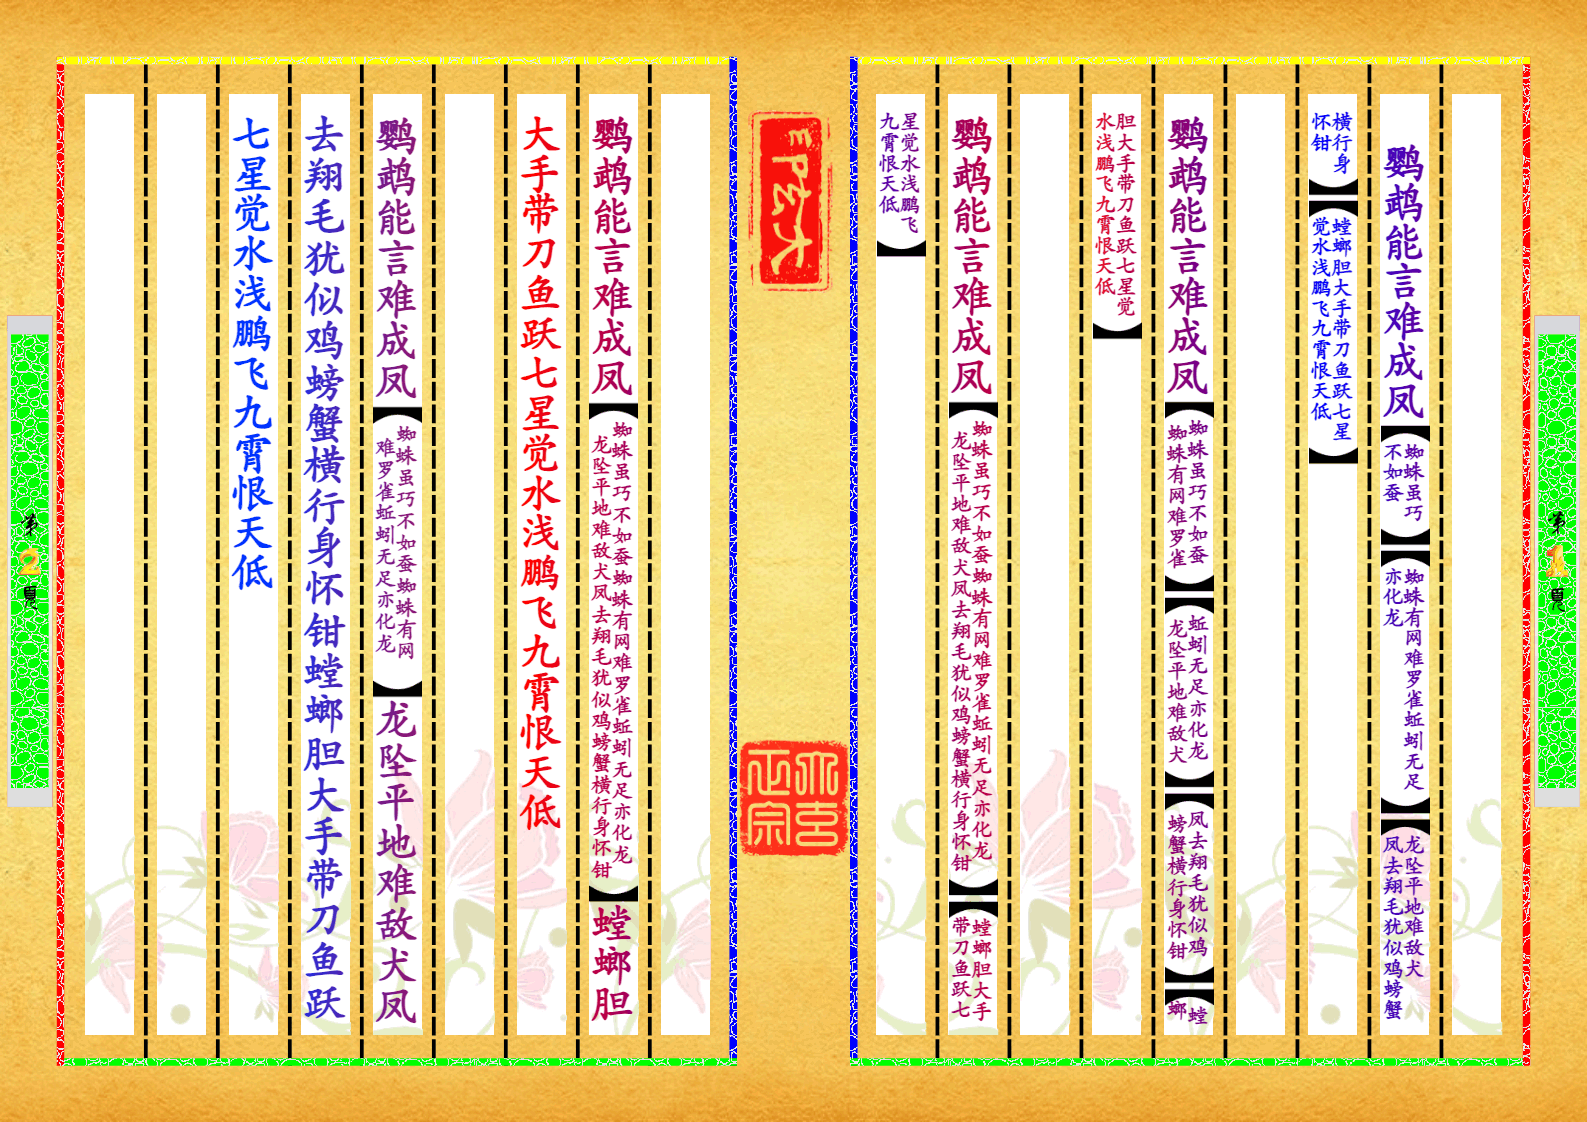 鹦鹉能言难成凤【蜘蛛虽巧不如蚕】【蜘蛛有网难罗雀蚯蚓无足亦化龙】【龙坠平地难敌犬凤去翔毛犹似鸡螃蟹
横行身怀钳】【螳螂胆大手带刀鱼跃七星觉水浅鹏飞九霄恨天低】
鹦鹉能言难成凤【蜘蛛虽巧不如蚕蜘蛛有网难罗雀】【蚯蚓无足亦化龙龙坠平地难敌犬】【凤去翔毛犹似鸡螃蟹横行身怀钳】【螳螂
胆大手带刀鱼跃七星觉水浅鹏飞九霄恨天低】
鹦鹉能言难成凤【蜘蛛虽巧不如蚕蜘蛛有网难罗雀蚯蚓无足亦化龙龙坠平地难敌犬凤去翔毛犹似鸡螃蟹横行身怀钳】【螳螂胆大手带刀鱼跃七
星觉水浅鹏飞九霄恨天低】
第1頁
鹦鹉能言难成凤【蜘蛛虽巧不如蚕蜘蛛有网难罗雀蚯蚓无足亦化龙龙坠平地难敌犬凤去翔毛犹似鸡螃蟹横行身怀钳】螳螂胆
大手带刀鱼跃七星觉水浅鹏飞九霄恨天低
鹦鹉能言难成凤【蜘蛛虽巧不如蚕蜘蛛有网难罗雀蚯蚓无足亦化龙】龙坠平地难敌犬凤
去翔毛犹似鸡螃蟹横行身怀钳螳螂胆大手带刀鱼跃
七星觉水浅鹏飞九霄恨天低
第2頁